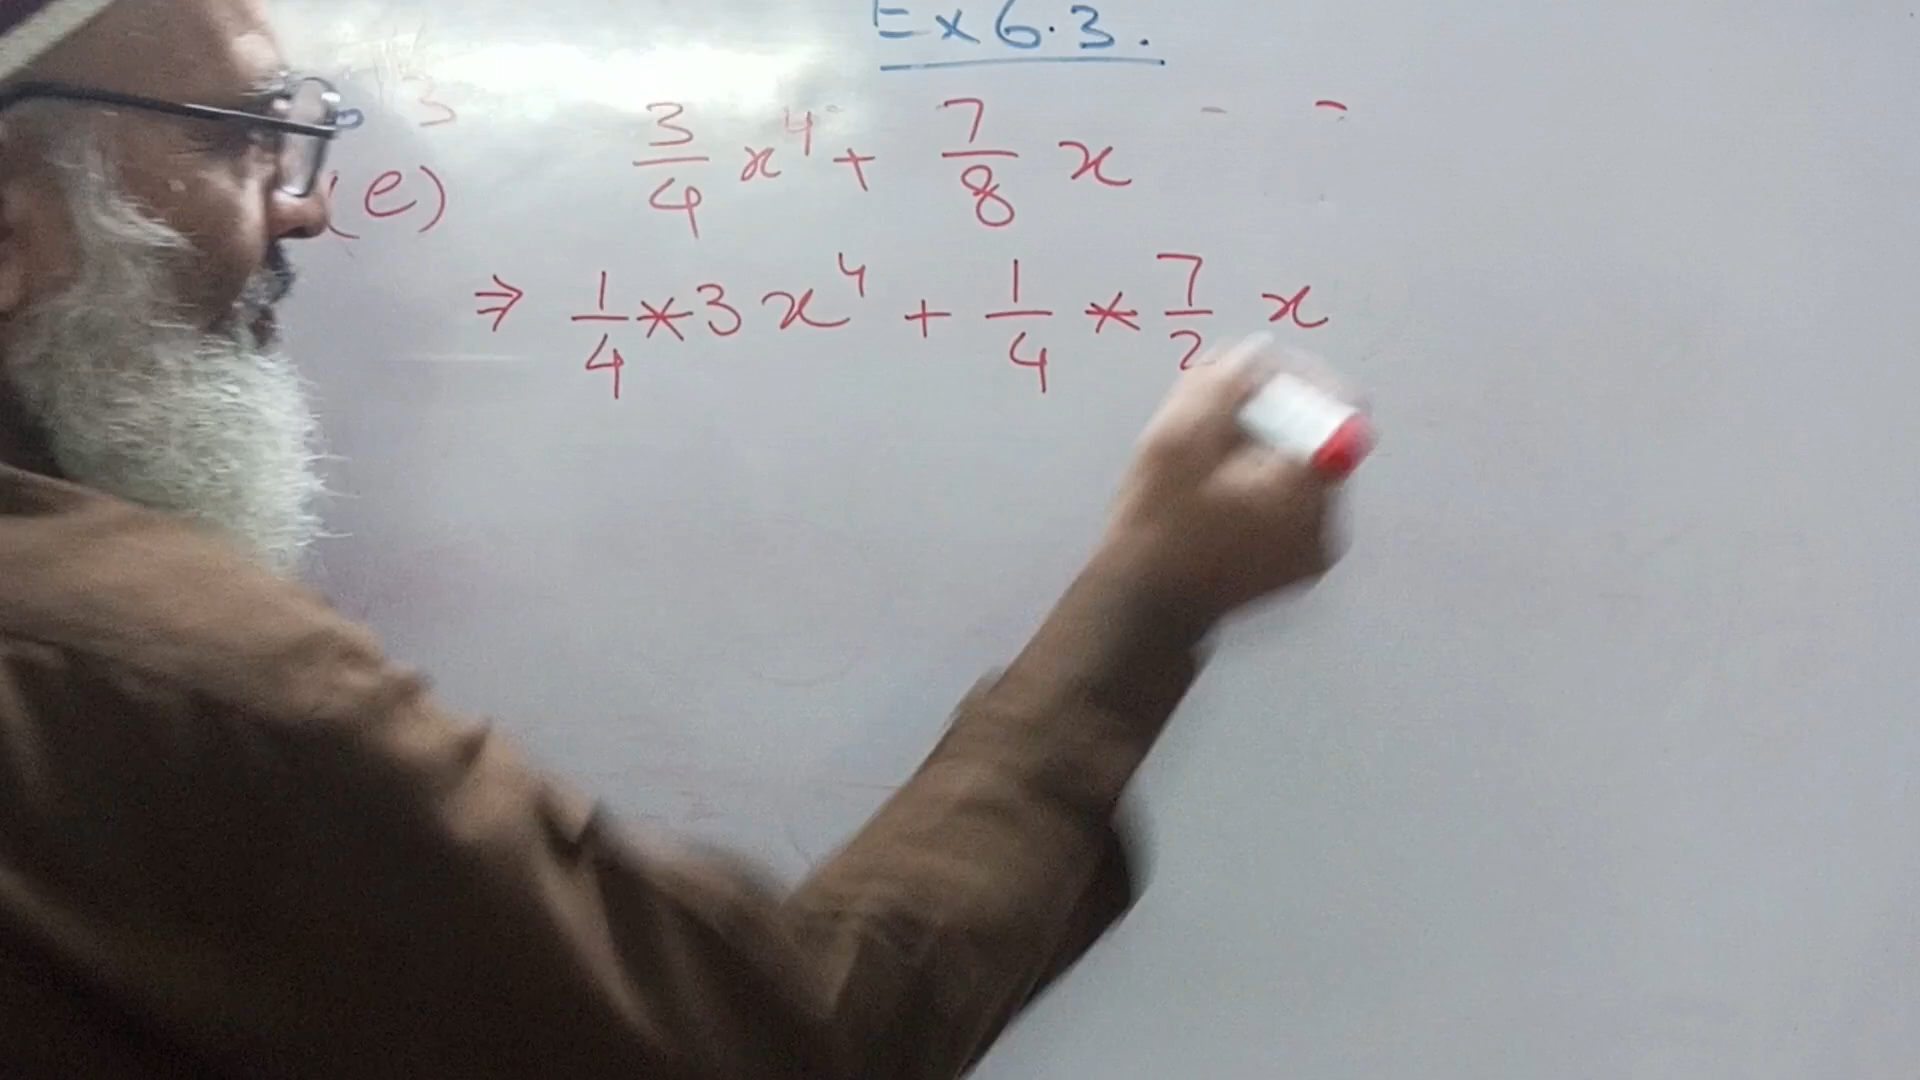 Ex 6.3.
(e) 3/4 x⁴ + 7/8 x
⇒ 1/4 * 3x⁴ + 1/4 * 7/2 x